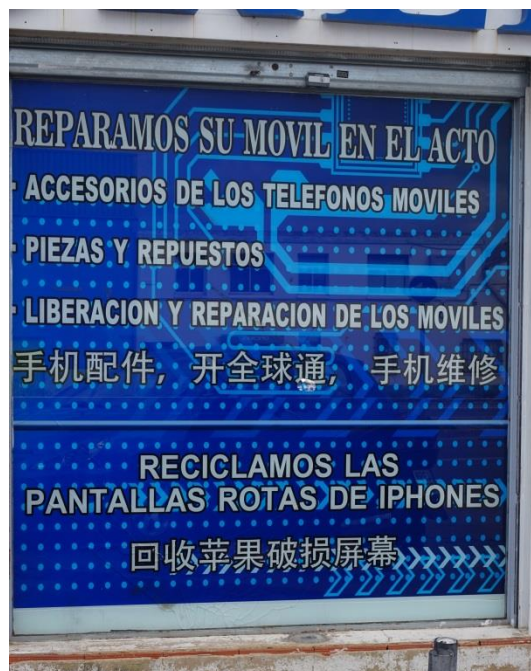 REPARAMOS SU MOVIL EN EL ACTO
- ACCESORIOS DE LOS TELEFONOS MOVILES
- PIEZAS Y REPUESTOS
- LIBERACION Y REPARACION DE LOS MOVILES
手机配件, 开全球通, 手机维修
RECICLAMOS LAS
PANTALLAS ROTAS DE IPHONES
回收苹果破损屏幕